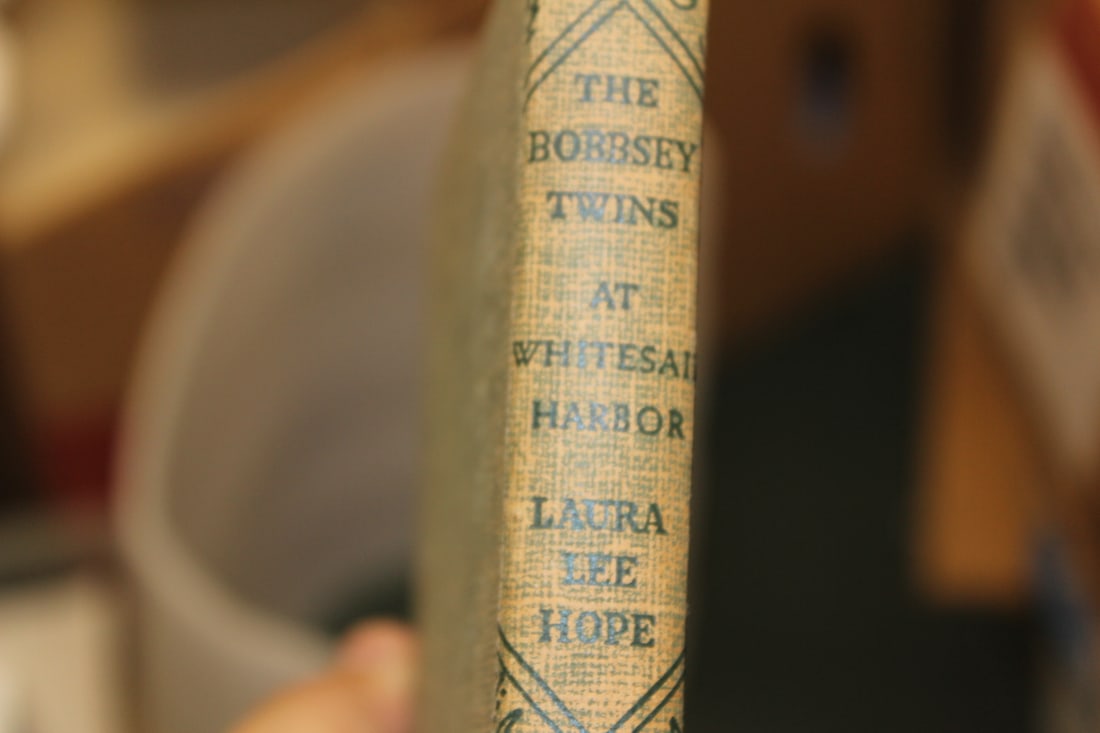 THE
BOBBSEY
TWINS
AT
WHITESAIL
HARBOR
LAURA
LEE
HOPE